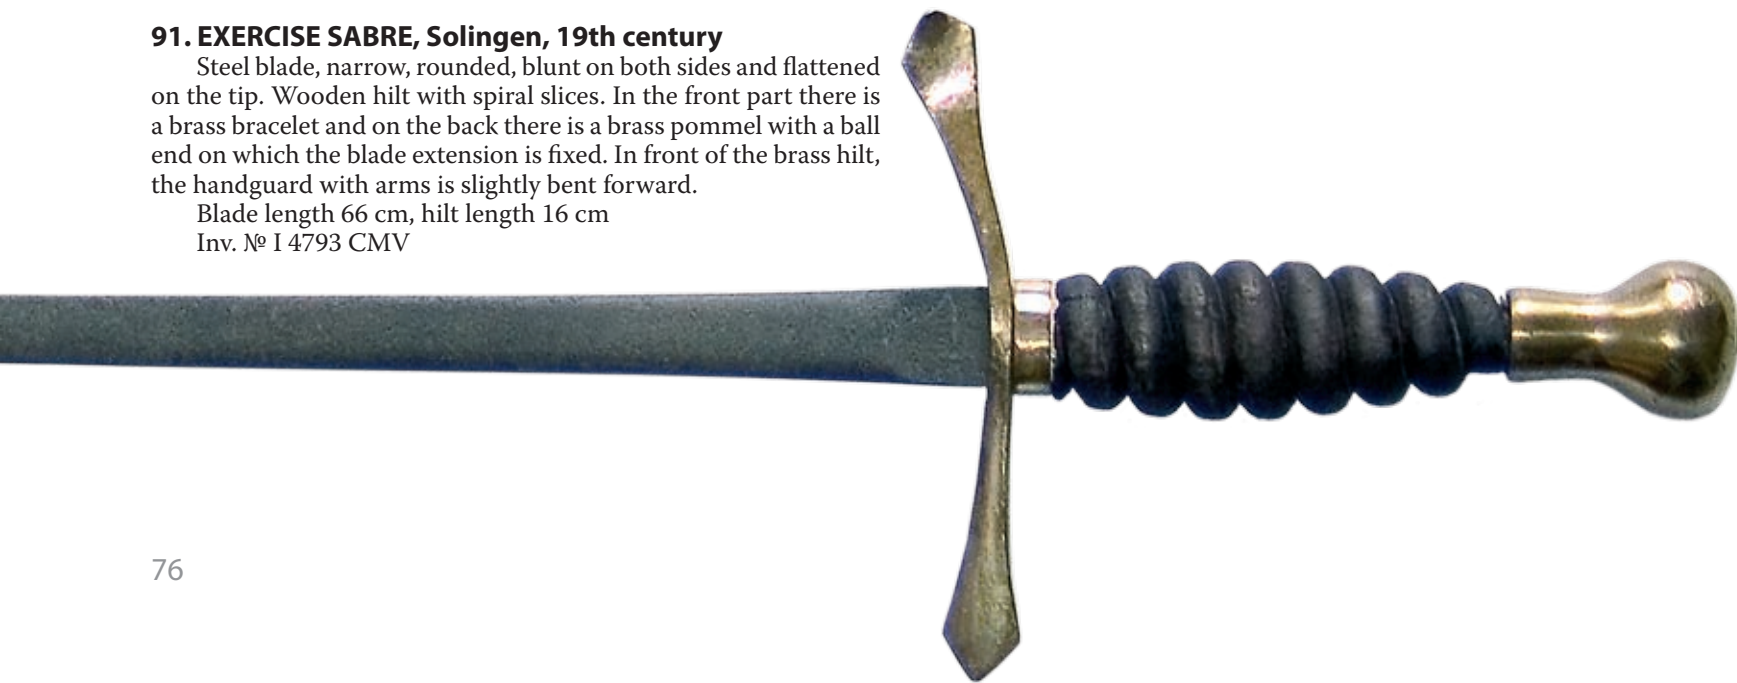 91. EXERCISE SABRE, Solingen, 19th century
Steel blade, narrow, rounded, blunt on both sides and flattened
on the tip. Wooden hilt with spiral slices. In the front part there is
a brass bracelet and on the back there is a brass pommel with a ball
end on which the blade extension is fixed. In front of the brass hilt,
the handguard with arms is slightly bent forward.
Blade length 66 cm, hilt length 16 cm
Inv. № I 4793 CMV
76